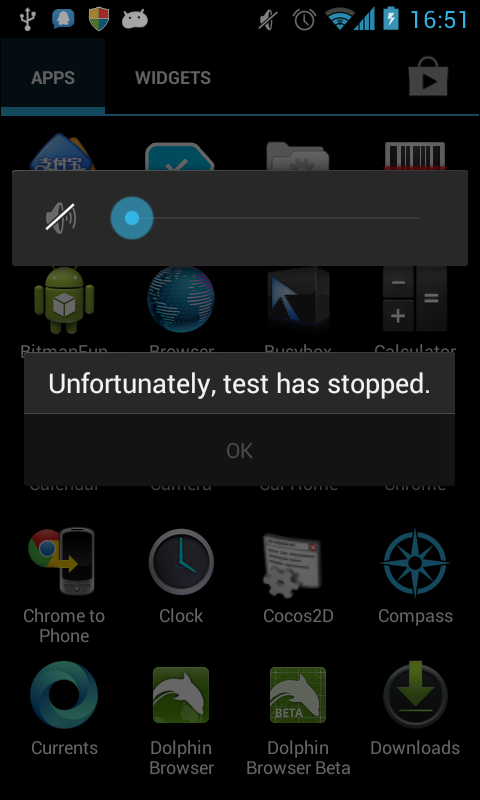 16:51
APPS
WIDGETS
支付宝
BitmapFun
Browser
Busybox
Calculator
Unfortunately, test has stopped.
OK
Calendar
Camera
Car Home
Chrome
Chrome to
Phone
Clock
Cocos2D
Compass
Currents
Dolphin
Browser
BETA
Dolphin
Browser Beta
Downloads